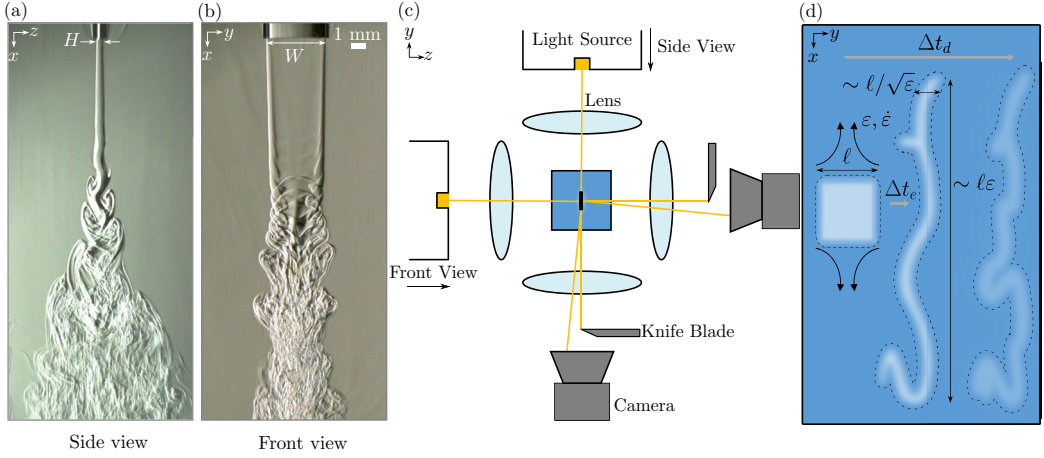 (a)
z
x
H
Side view
(b)
y
x
1 mm
W
Front view
(c)
y
z
Light Source
Side View
Lens
Front View
Knife Blade
Camera
(d)
y
x
Δt_d
∼ ℓ/√ε
ε, ε̇
ℓ
Δt_e
∼ ℓε